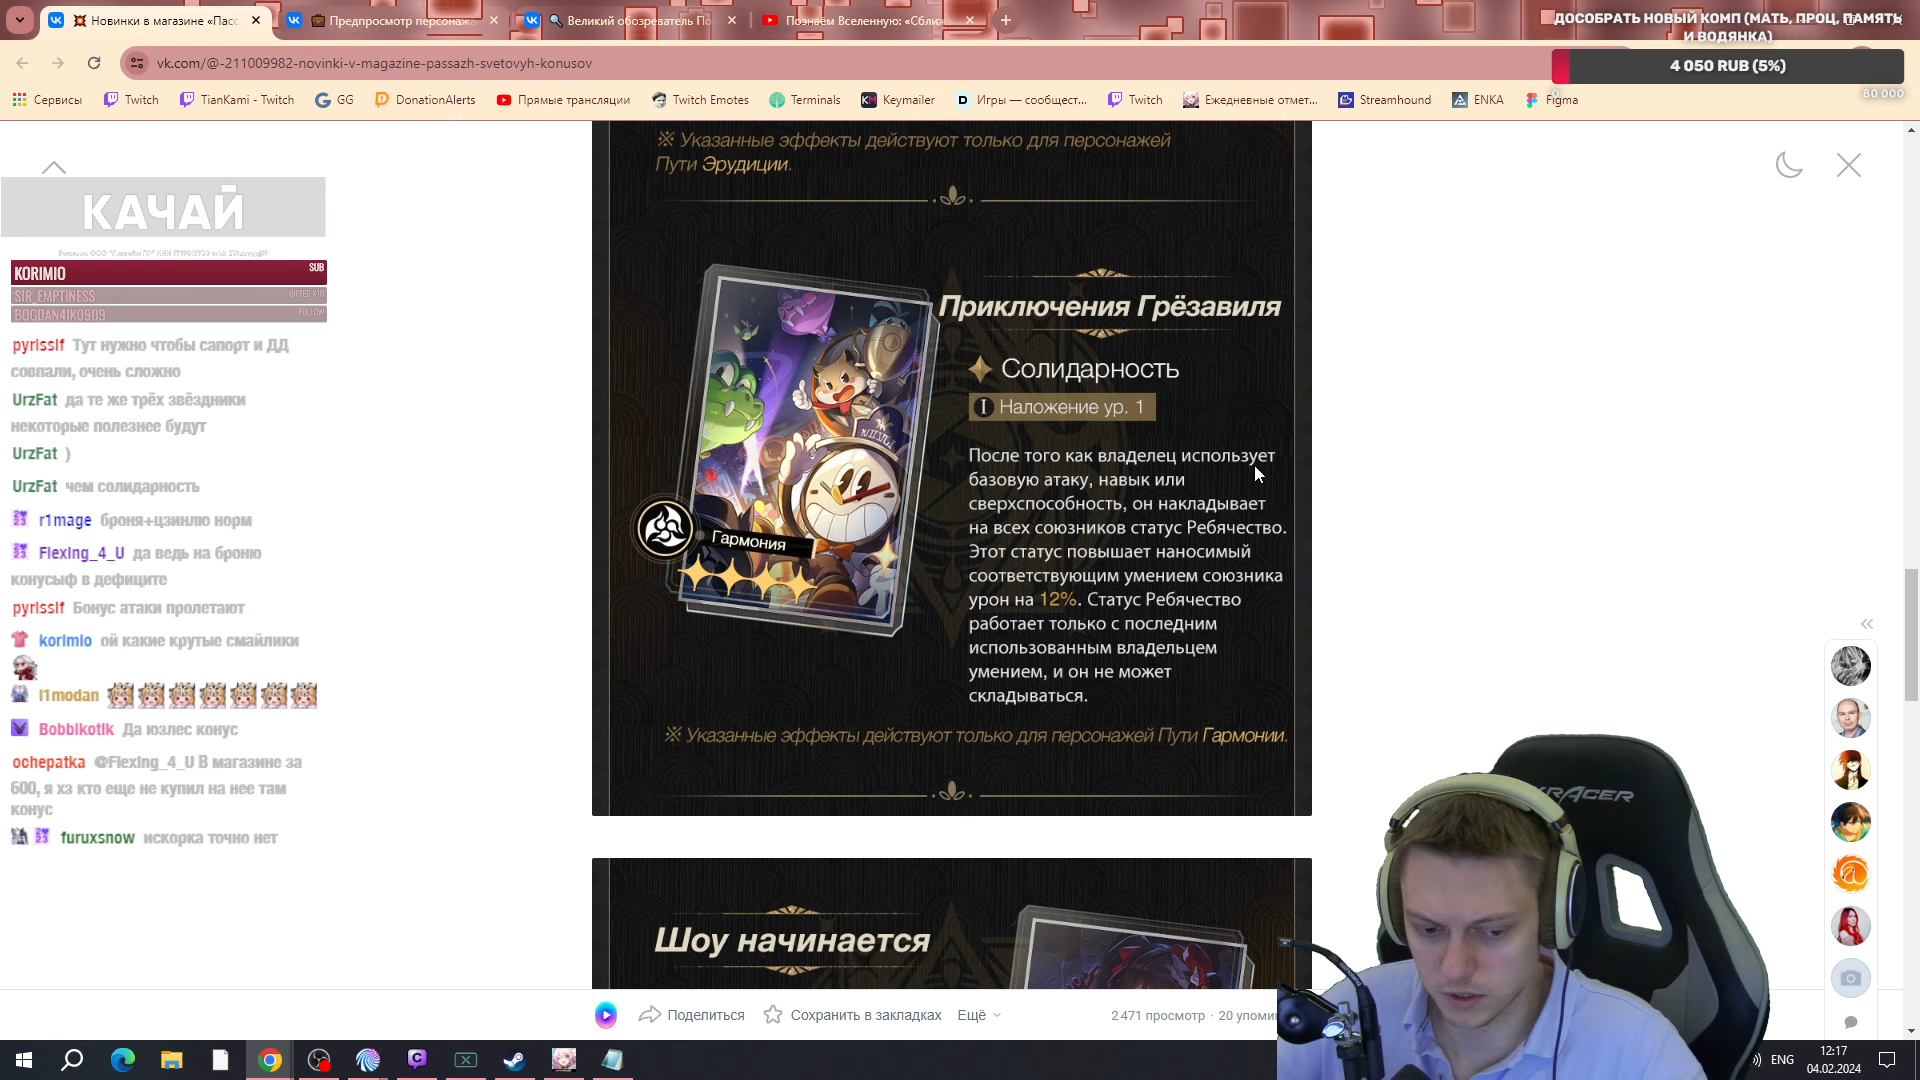 Новинки в магазине «Пасс
Предпросмотр персонажа
Великий обозреватель По
Познаём Вселенную: «Сближ
ДОСОБРАТЬ НОВЫЙ КОМП (МАТЬ, ПРОЦ, ПАМЯТЬ
И ВОДЯНКА)
vk.com/@-211009982-novinki-v-magazine-passazh-svetovyh-konusov
4 050 RUB (5%)
0
80 000
Сервисы
Twitch
TianKami - Twitch
GG
DonationAlerts
Прямые трансляции
Twitch Emotes
Terminals
Keymailer
Игры — сообщест...
Twitch
Ежедневные отмет...
Streamhound
ENKA
Figma
※ Указанные эффекты действуют только для персонажей
Пути Эрудиции.
КАЧАЙ
KORIMIO SUB
SIR_EMPTINESS GIFTED X10
BOGDAN4IK0909 FOLLOW
pyrissif Тут нужно чтобы сапорт и ДД
совпали, очень сложно
UrzFat да те же трёх звёздники
некоторые полезнее будут
UrzFat )
UrzFat чем солидарность
r1mage броня+цзинлю норм
Flexing_4_U да ведь на броню
конусыф в дефиците
pyrissif Бонус атаки пролетают
korimio ой какие крутые смайлики
l1modan
Bobbikotik Да юзлес конус
ochepatka @Flexing_4_U В магазине за
600, я хз кто еще не купил на нее там
конус
furuxsnow искорка точно нет
Приключения Грёзавиля
Солидарность
I Наложение ур. 1
После того как владелец использует
базовую атаку, навык или
сверхспособность, он накладывает
на всех союзников статус Ребячество.
Этот статус повышает наносимый
соответствующим умением союзника
урон на 12%. Статус Ребячество
работает только с последним
использованным владельцем
умением, и он не может
складываться.
Гармония
※ Указанные эффекты действуют только для персонажей Пути Гармонии.
Шоу начинается
Поделиться
Сохранить в закладках
Ещё
2 471 просмотр · 20 упоми
XRACER
ENG
12:17
04.02.2024